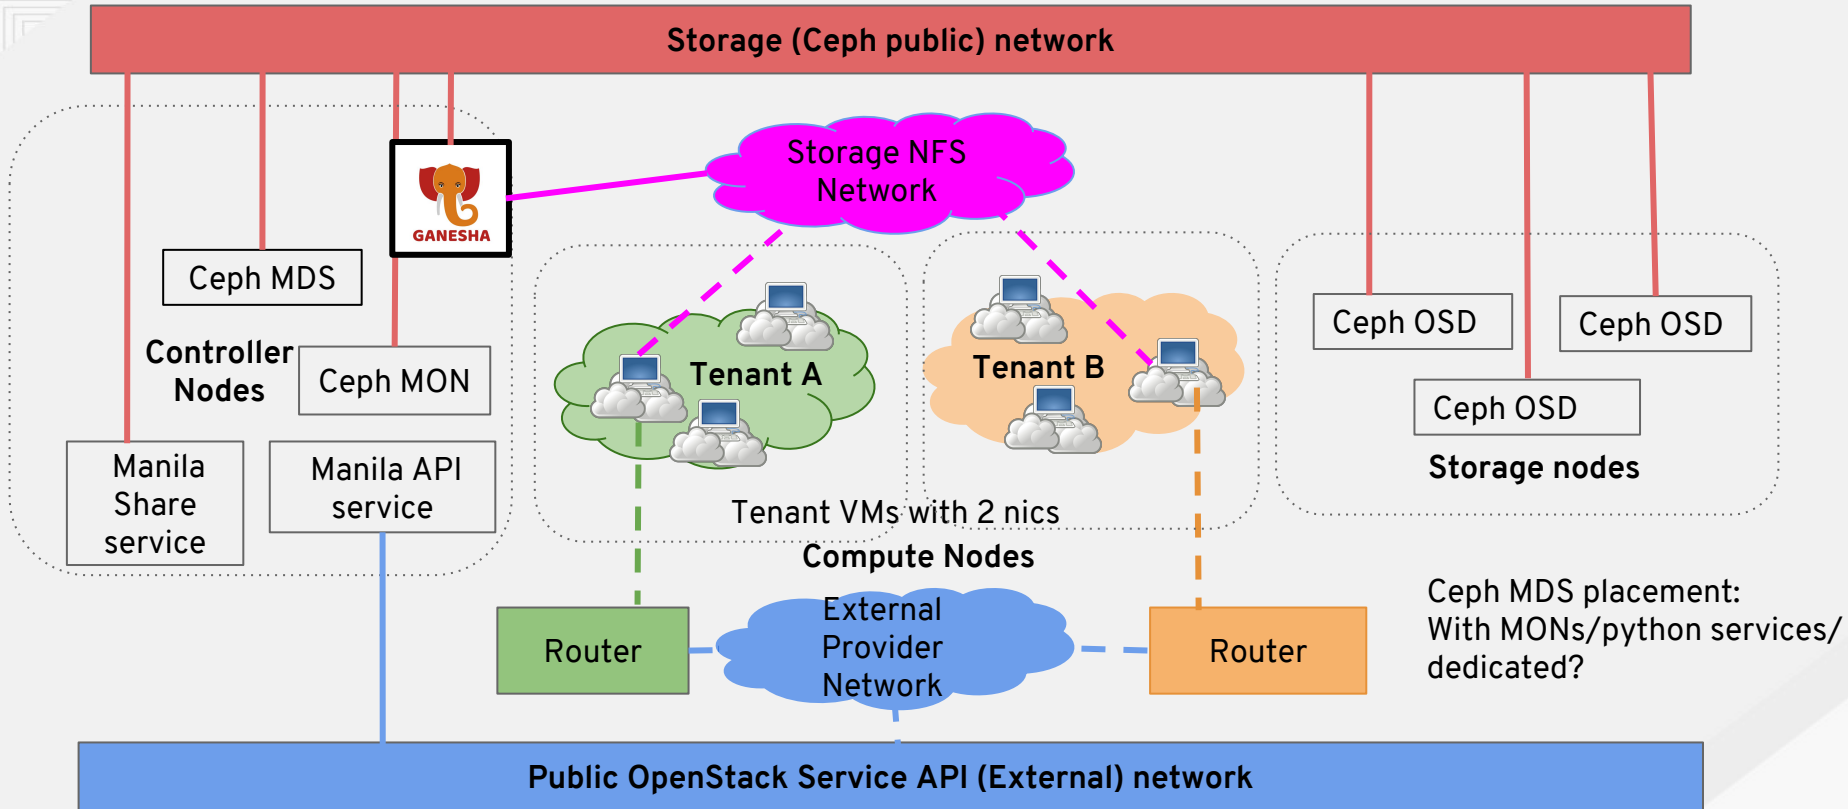 Storage (Ceph public) network
Storage NFS
Network
GANESHA
Ceph MDS
Controller
Nodes
Ceph MON
Manila
Share
service
Manila API
service
Tenant A
Tenant B
Tenant VMs with 2 nics
Compute Nodes
Ceph OSD
Ceph OSD
Ceph OSD
Storage nodes
Router
External
Provider
Network
Router
Ceph MDS placement:
With MONs/python services/
dedicated?
Public OpenStack Service API (External) network